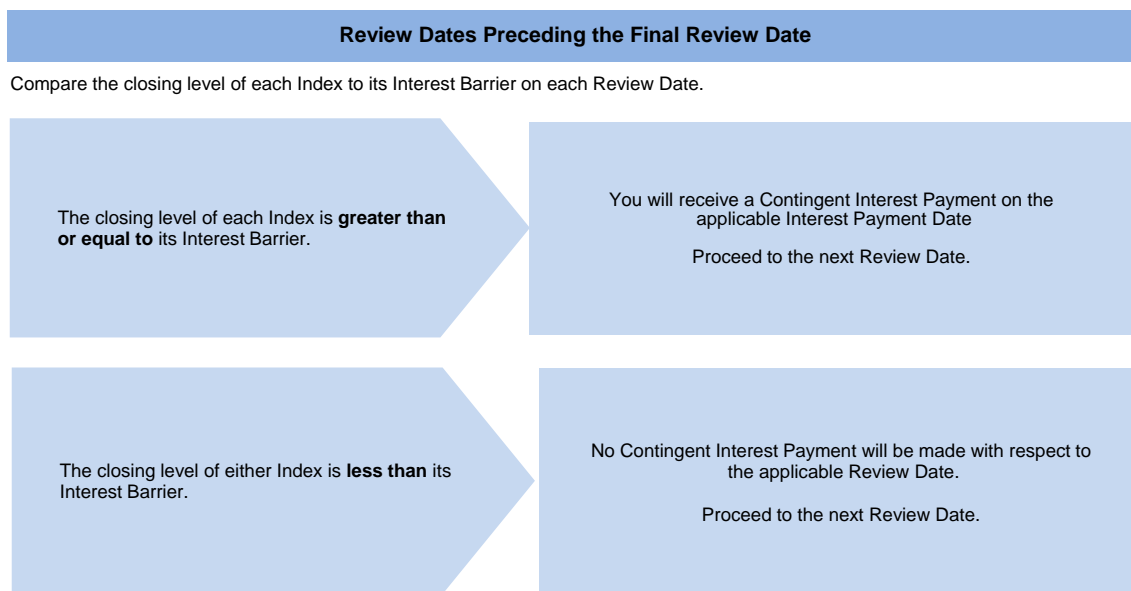 Review Dates Preceding the Final Review Date
Compare the closing level of each Index to its Interest Barrier on each Review Date.
The closing level of each Index is greater than
or equal to its Interest Barrier.
You will receive a Contingent Interest Payment on the
applicable Interest Payment Date
Proceed to the next Review Date.
The closing level of either Index is less than its
Interest Barrier.
No Contingent Interest Payment will be made with respect to
the applicable Review Date.
Proceed to the next Review Date.